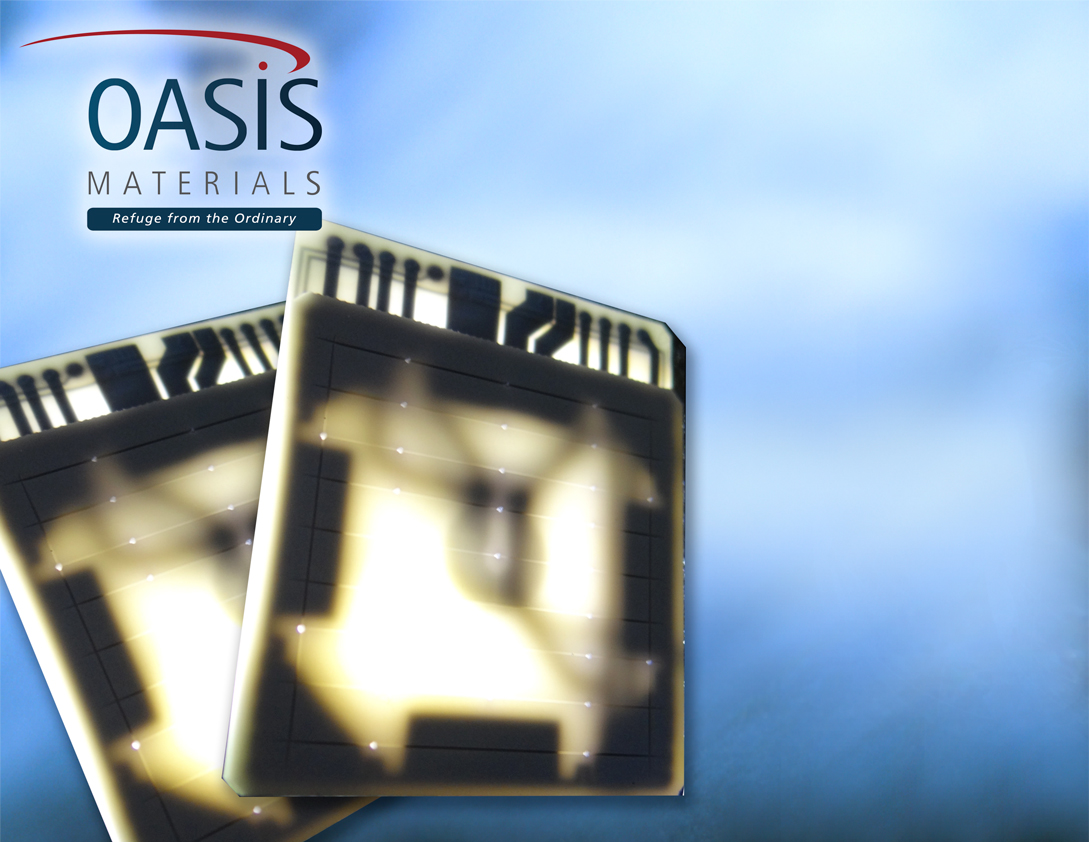 OASiS
MATERIALS
Refuge from the Ordinary